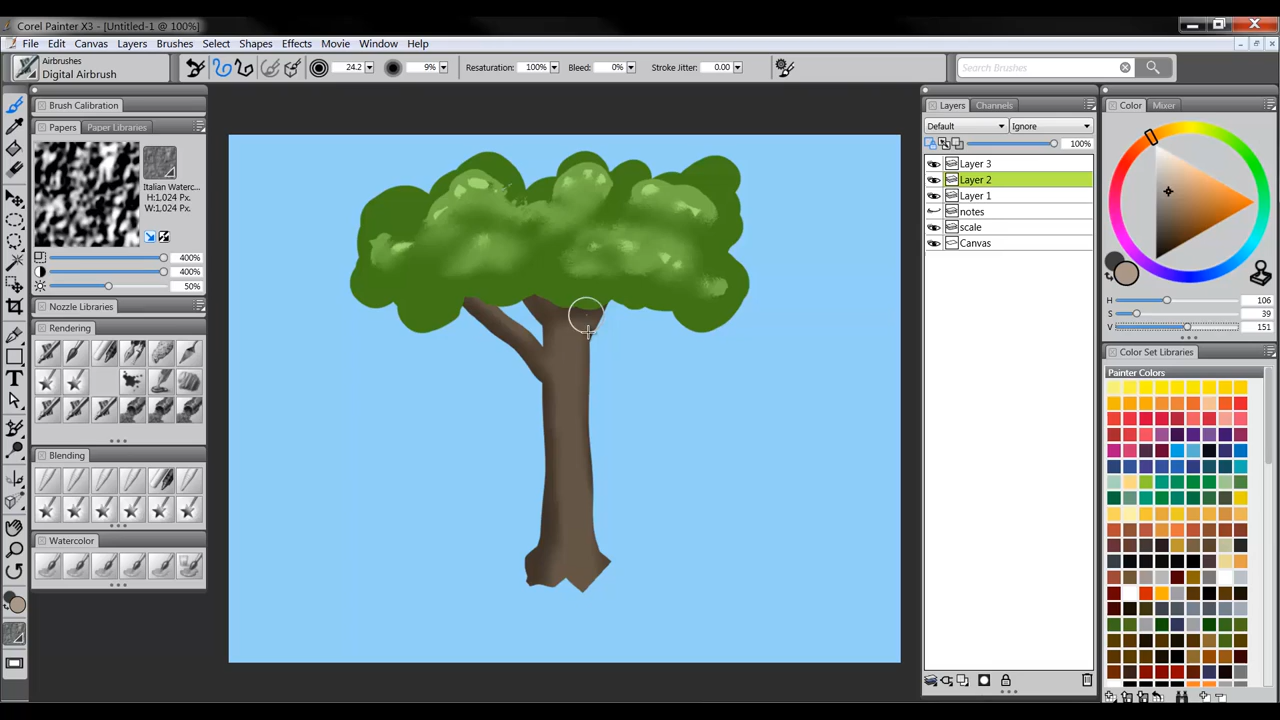 Corel Painter X3 - [Untitled-1 @ 100%]
File Edit Canvas Layers Brushes Select Shapes Effects Movie Window Help
Airbrushes
Digital Airbrush
24.2
9%
Resaturation: 100%
Bleed: 0%
Stroke Jitter: 0.00
Search Brushes
Brush Calibration
Papers Paper Libraries
Italian Waterc...
H:1,024 Px.
W:1,024 Px.
400%
400%
50%
Nozzle Libraries
Rendering
Blending
Watercolor
T
Layers Channels
Default Ignore
100%
Layer 3
Layer 2
Layer 1
notes
scale
Canvas
Color Mixer
H 106
S 39
V 151
Color Set Libraries
Painter Colors